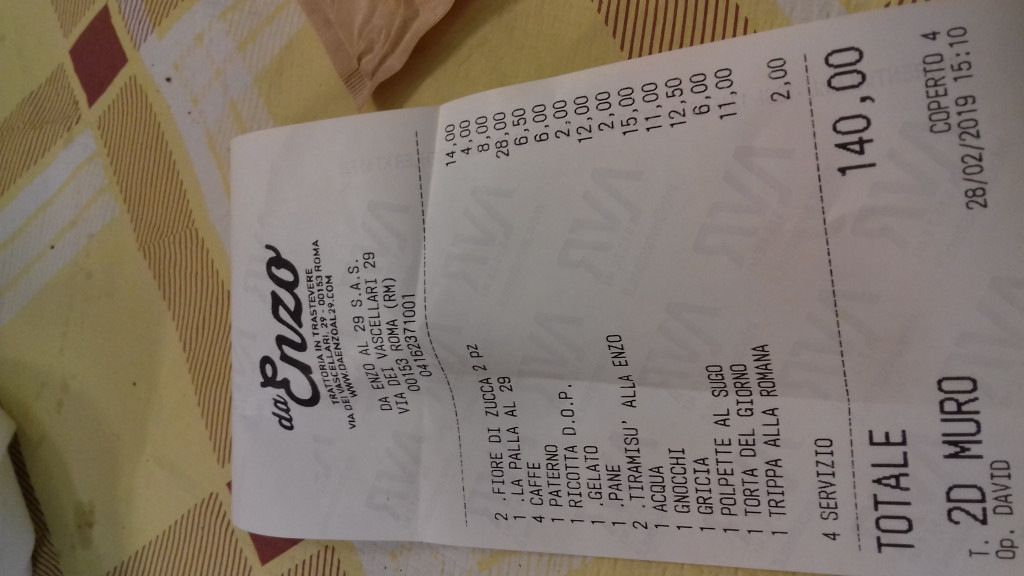 da Enzo
TRATTORIA IN TRASTEVERE
VIA DEI VASCELLARI, 29 • 00153 ROMA
WWW.DAENZOAL29.COM
DA ENZO AL 29 S.A.S.
VIA DEI VASCELLARI 29
00153 ROMA (RM)
04162371001
2 .FIORE DI ZUCCA 2 PZ 14,00
1 .LA PALLA AL 29 4,00
4 CAFFE 8,00
1 PATERNO 28,00
1 RICOTTA D.O.P. 6,50
1 .GELATO 6,00
1 .PANE 2,00
2 .TIRAMISU' ALLA ENZO 12,00
1 ACQUA 2,00
1 GNOCCHI 15,00
1 GRICIA 11,00
1 POLPETTE AL SUGO 12,50
1 TORTA DEL GIORNO 6,00
1 TRIPPA ALLA ROMANA 11,00
4 SERVIZIO 2,00
TOTALE 140,00
T. 2D MURO COPERTO 4
Op. DAVID 28/02/2019 15:10